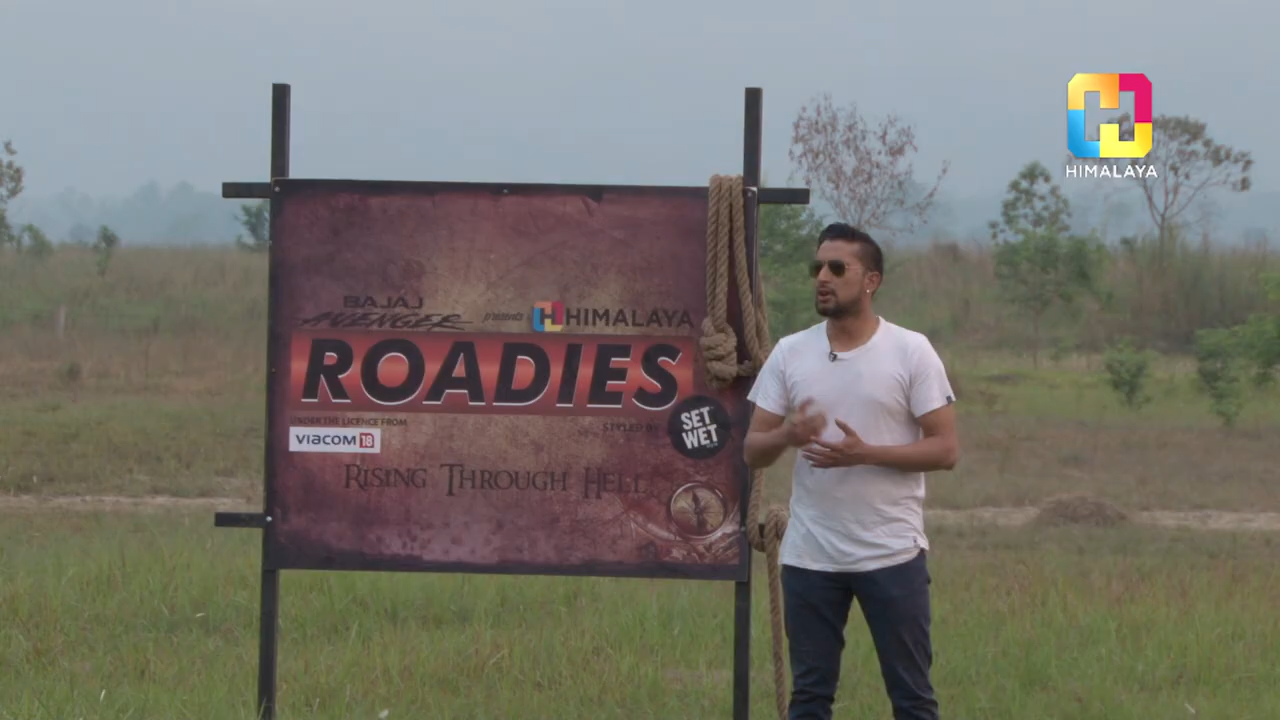 HIMALAYA
BAJAJ
AVENGER presents HIMALAYA
ROADIES
UNDER THE LICENCE FROM
VIACOM 18
STYLED BY
SET
WET
RISING THROUGH HELL